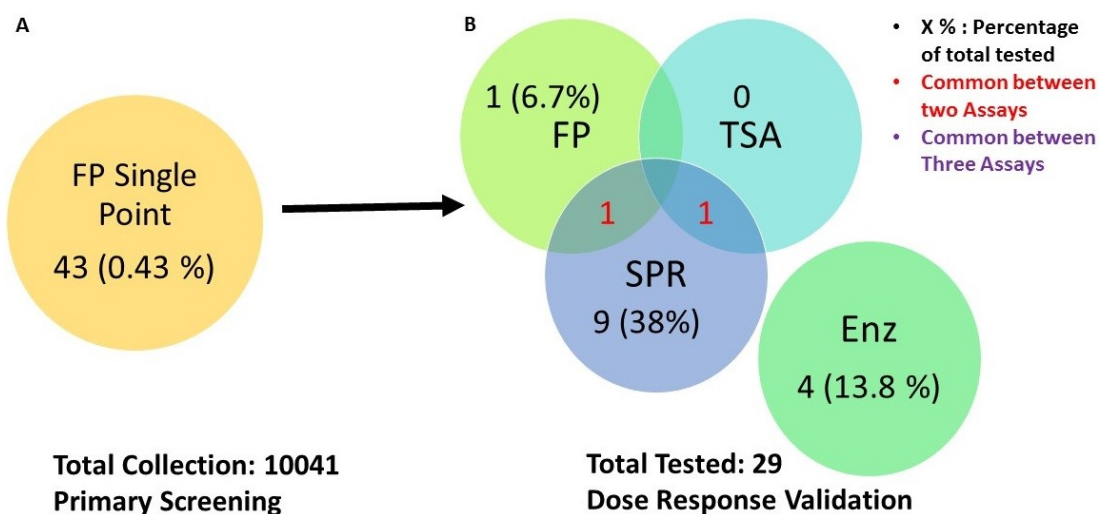 A
FP Single
Point
43 (0.43 %)
Total Collection: 10041
Primary Screening
B
1 (6.7%)
FP
0
TSA
1
1
SPR
9 (38%)
Enz
4 (13.8 %)
Total Tested: 29
Dose Response Validation
• X % : Percentage
of total tested
• Common between
two Assays
• Common between
Three Assays